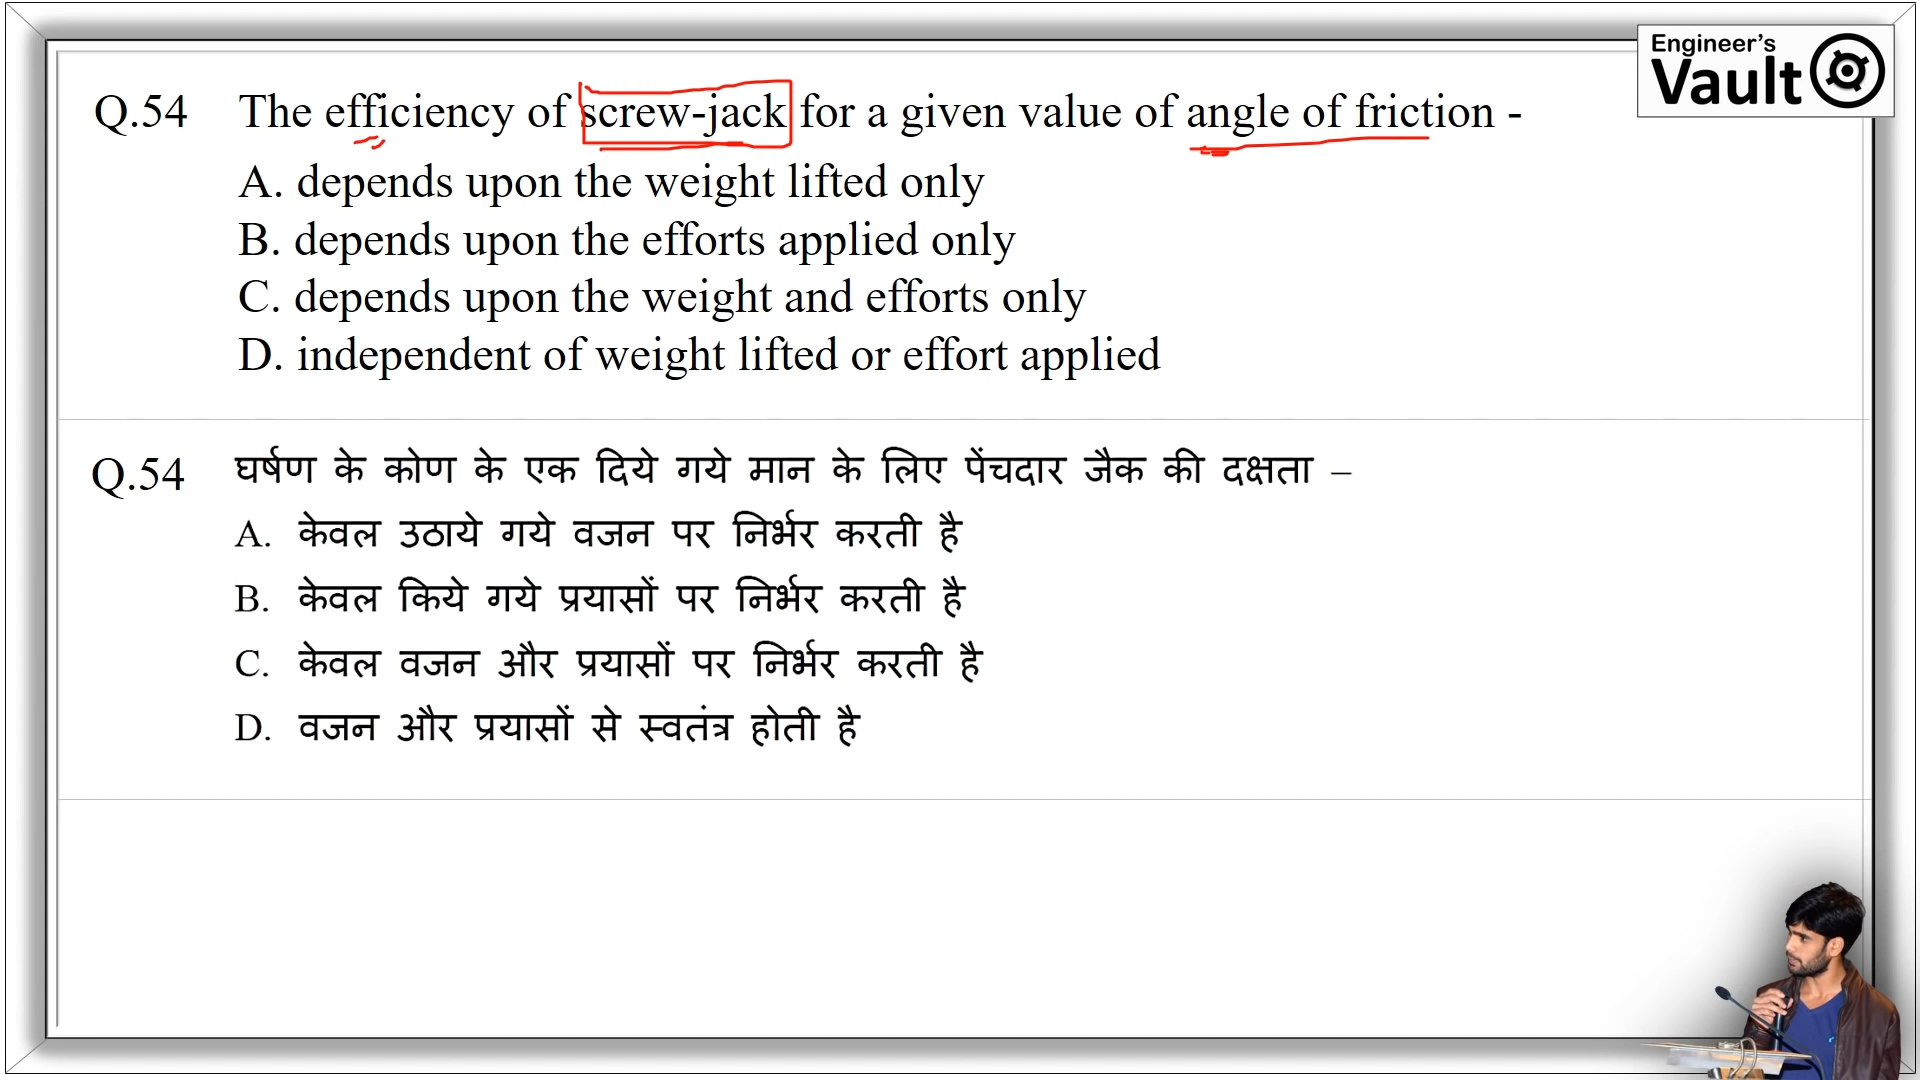 Engineer's
Vault
Q.54 The efficiency of screw-jack for a given value of angle of friction -
A. depends upon the weight lifted only
B. depends upon the efforts applied only
C. depends upon the weight and efforts only
D. independent of weight lifted or effort applied
Q.54 घर्षण के कोण के एक दिये गये मान के लिए पेंचदार जैक की दक्षता –
A. केवल उठाये गये वजन पर निर्भर करती है
B. केवल किये गये प्रयासों पर निर्भर करती है
C. केवल वजन और प्रयासों पर निर्भर करती है
D. वजन और प्रयासों से स्वतंत्र होती है